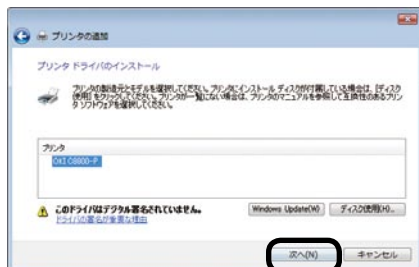 プリンタの追加
プリンタ ドライバのインストール
プリンタの製造元とモデルを選択してください。プリンタにインストール ディスクが付属している場合は、[ディスク
使用] をクリックしてください。プリンタが一覧にない場合は、プリンタのマニュアルを参照して互換性のあるプリン
タ ソフトウェアを選択してください。
プリンタ
OKI C8800-P
このドライバはデジタル署名されていません。
ドライバの署名が重要な理由
Windows Update(W)
ディスク使用(H)...
次へ(N)
キャンセル